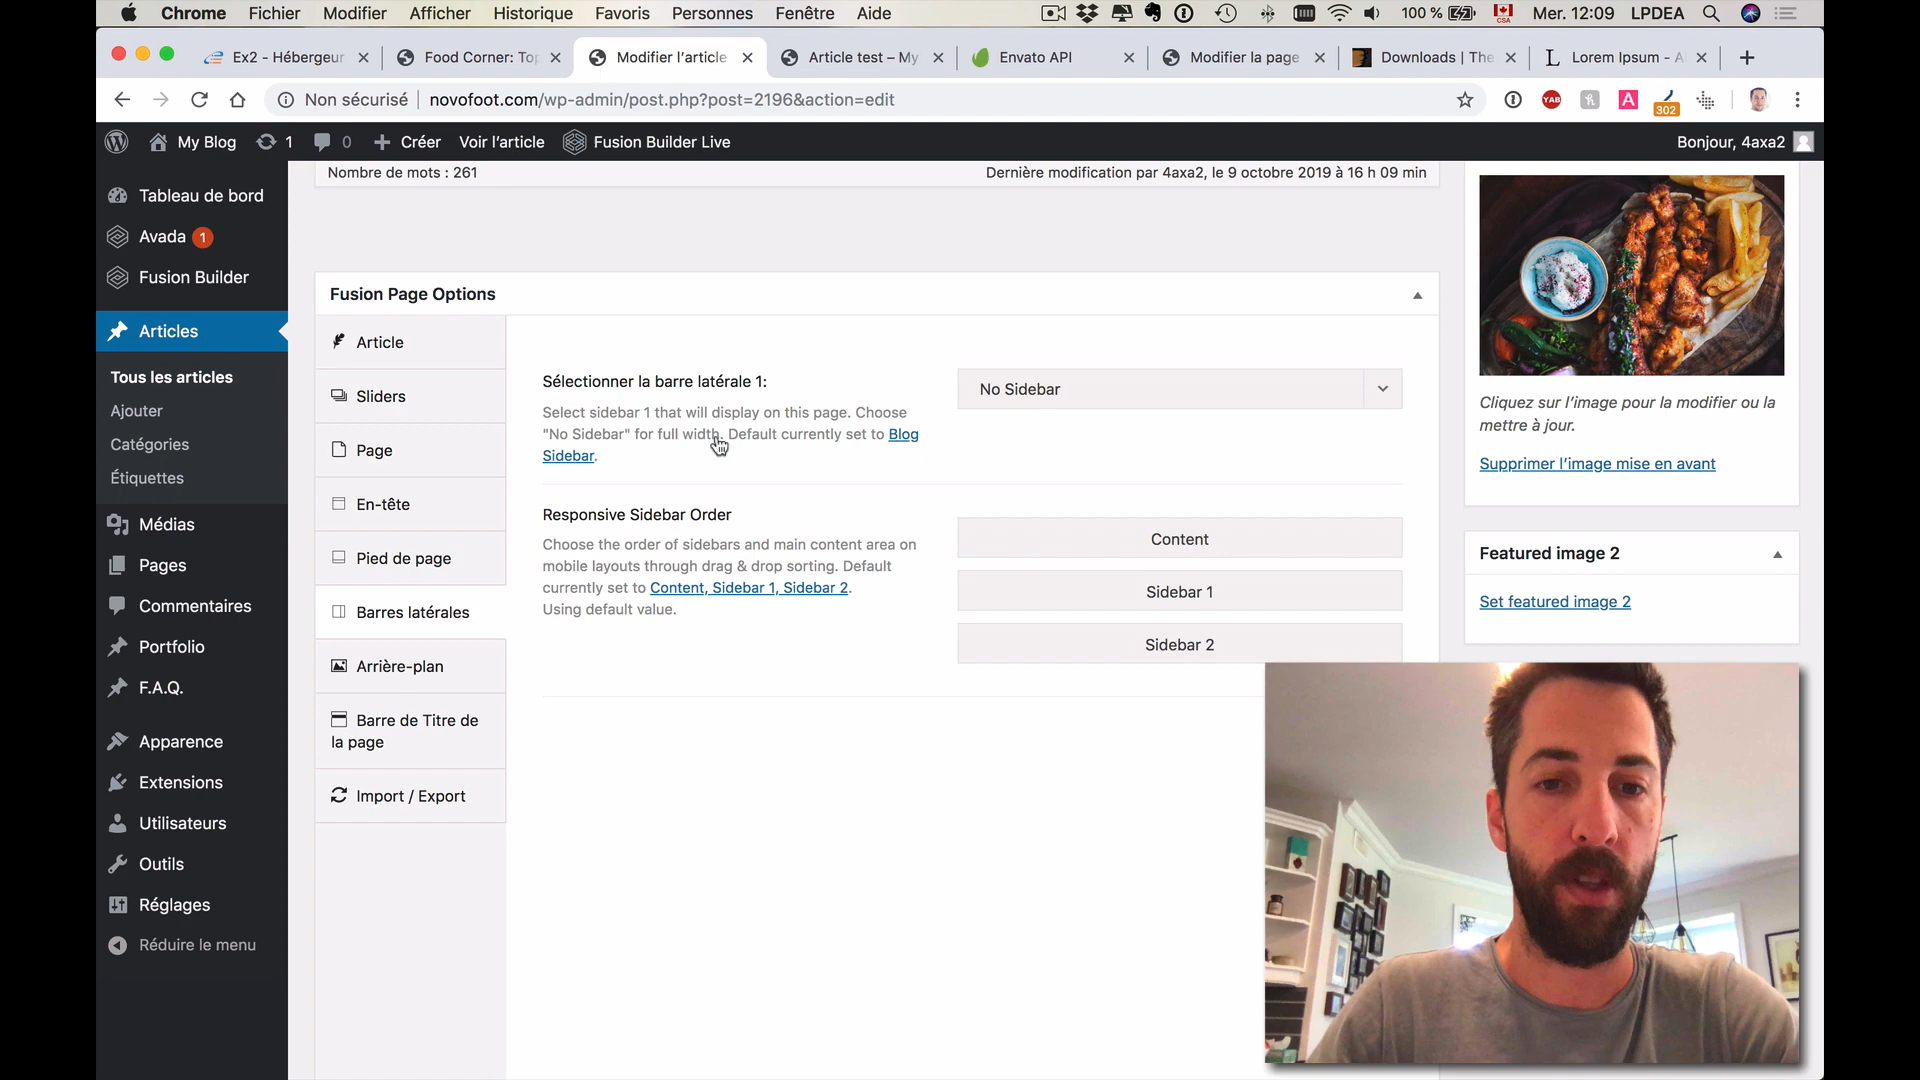 Chrome Fichier Modifier Afficher Historique Favoris Personnes Fenêtre Aide 100 % CSA Mer. 12:09 LPDEA
Ex2 - Hébergeur Food Corner: Top Modifier l'article Article test – My Envato API Modifier la page Downloads | The Lorem Ipsum - Al
Non sécurisé novofoot.com/wp-admin/post.php?post=2196&action=edit YAB 302
My Blog 1 0 Créer Voir l'article Fusion Builder Live Bonjour, 4axa2
Nombre de mots : 261 Dernière modification par 4axa2, le 9 octobre 2019 à 16 h 09 min
Tableau de bord
Avada 1
Fusion Builder
Articles
Tous les articles
Ajouter
Catégories
Étiquettes
Médias
Pages
Commentaires
Portfolio
F.A.Q.
Apparence
Extensions
Utilisateurs
Outils
Réglages
Réduire le menu
Fusion Page Options
Article
Sliders
Page
En-tête
Pied de page
Barres latérales
Arrière-plan
Barre de Titre de
la page
Import / Export
Sélectionner la barre latérale 1:
Select sidebar 1 that will display on this page. Choose
"No Sidebar" for full width. Default currently set to Blog
Sidebar.
No Sidebar
Responsive Sidebar Order
Choose the order of sidebars and main content area on
mobile layouts through drag & drop sorting. Default
currently set to Content, Sidebar 1, Sidebar 2.
Using default value.
Content
Sidebar 1
Sidebar 2
Cliquez sur l'image pour la modifier ou la
mettre à jour.
Supprimer l'image mise en avant
Featured image 2
Set featured image 2